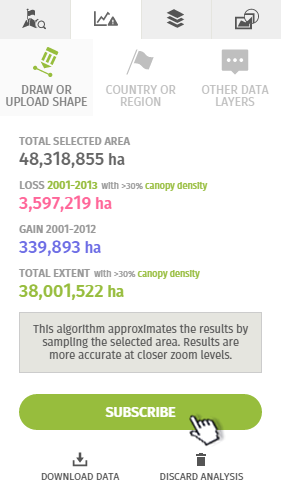 DRAW OR
UPLOAD SHAPE
COUNTRY OR
REGION
OTHER DATA
LAYERS
TOTAL SELECTED AREA
48,318,855 ha
LOSS 2001-2013 with >30% canopy density
3,597,219 ha
GAIN 2001-2012
339,893 ha
TOTAL EXTENT with >30% canopy density
38,001,522 ha
This algorithm approximates the results by
sampling the selected area. Results are
more accurate at closer zoom levels.
SUBSCRIBE
DOWNLOAD DATA
DISCARD ANALYSIS